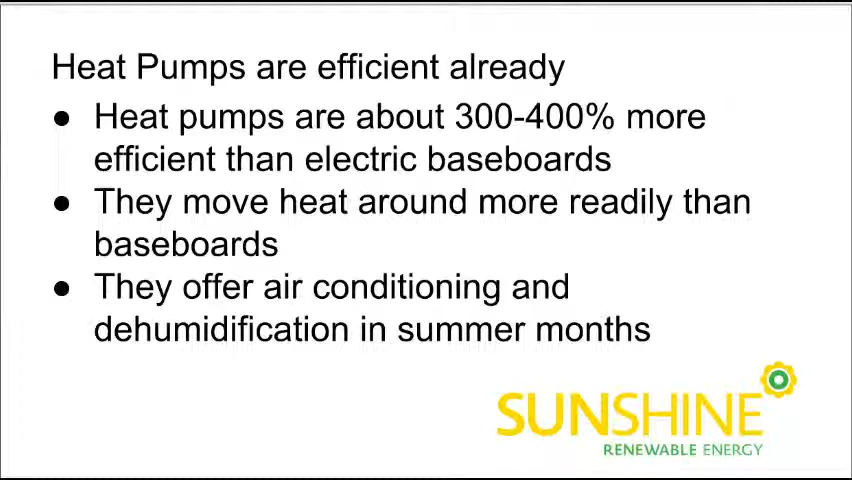 Heat Pumps are efficient already
● Heat pumps are about 300-400% more
efficient than electric baseboards
● They move heat around more readily than
baseboards
● They offer air conditioning and
dehumidification in summer months
SUNSHINE
RENEWABLE ENERGY